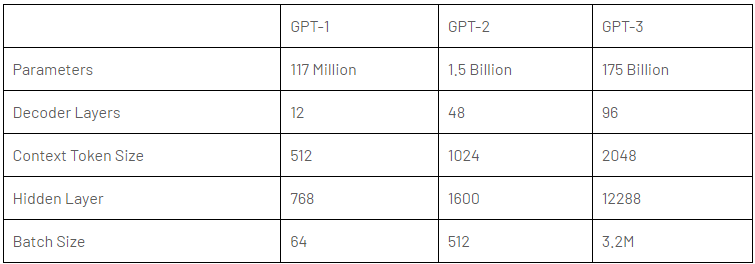 GPT-1 GPT-2 GPT-3
Parameters 117 Million 1.5 Billion 175 Billion
Decoder Layers 12 48 96
Context Token Size 512 1024 2048
Hidden Layer 768 1600 12288
Batch Size 64 512 3.2M